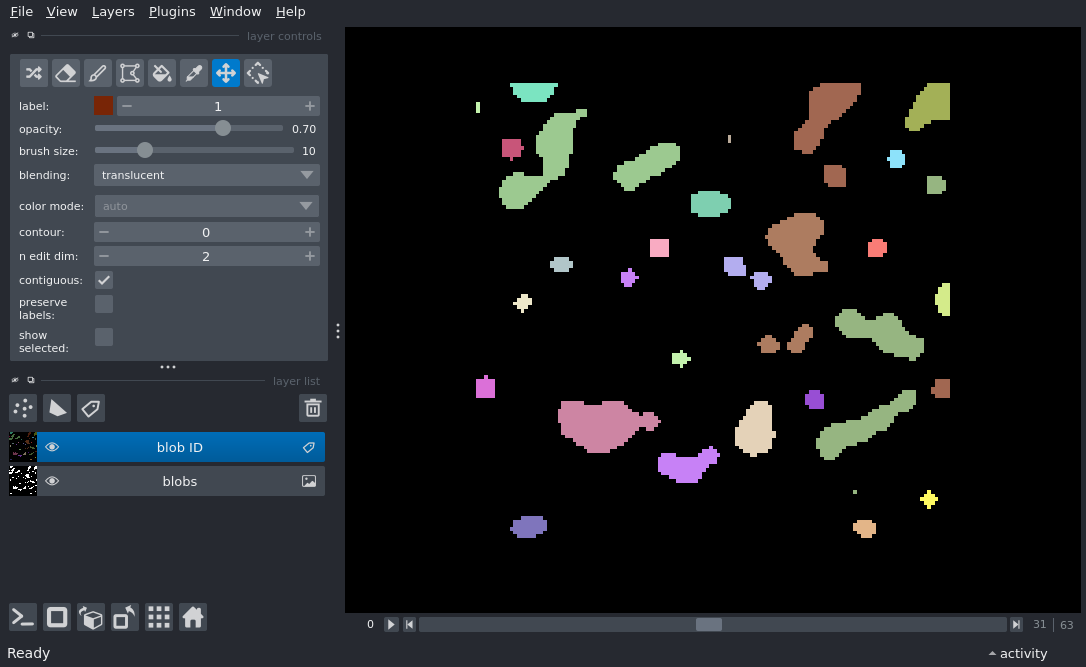 File View Layers Plugins Window Help
layer controls
label: 1
opacity: 0.70
brush size: 10
blending: translucent
color mode: auto
contour: 0
n edit dim: 2
contiguous:
preserve
labels:
show
selected:
layer list
blob ID
blobs
0 31 63
Ready activity